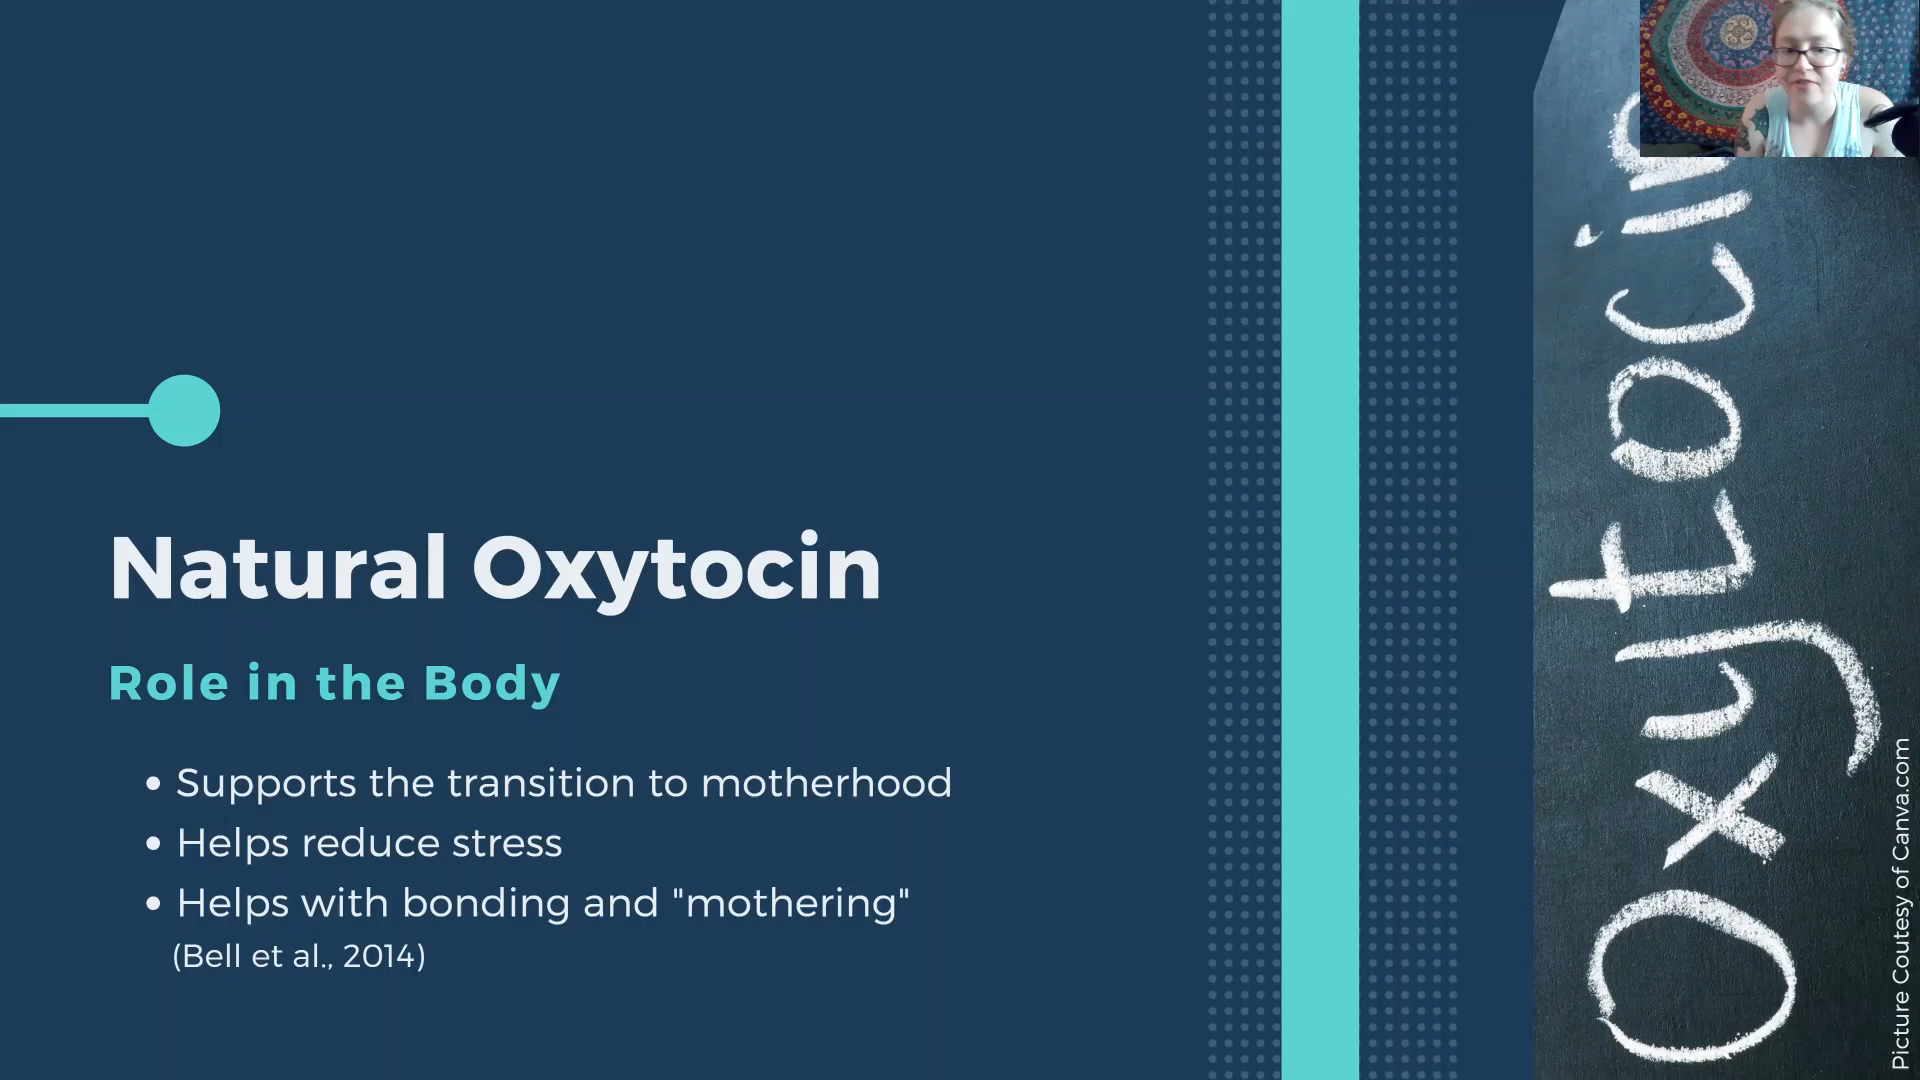 Natural Oxytocin
Role in the Body
• Supports the transition to motherhood
• Helps reduce stress
• Helps with bonding and "mothering"
(Bell et al., 2014)
Oxytocin
Picture Coutesy of Canva.com